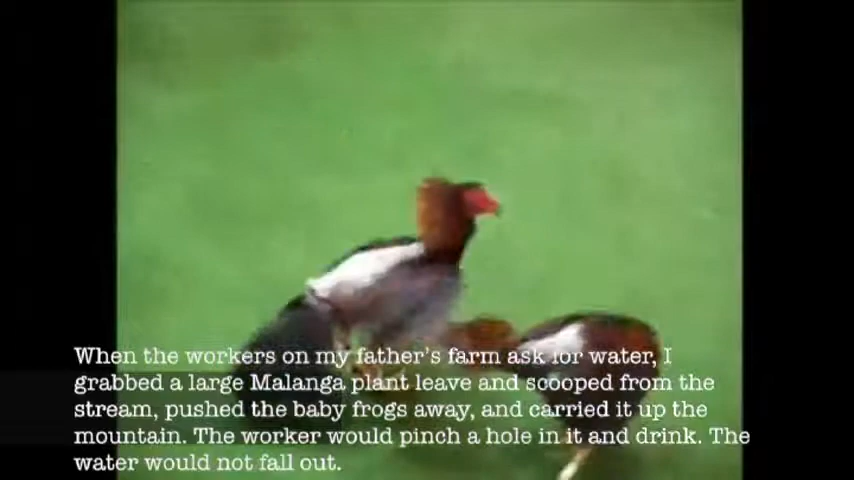 When the workers on my father's farm ask for water, I
grabbed a large Malanga plant leave and scooped from the
stream, pushed the baby frogs away, and carried it up the
mountain. The worker would pinch a hole in it and drink. The
water would not fall out.